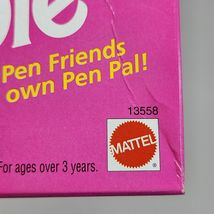 Pen Friends
own Pen Pal!
13558
MATTEL
For ages over 3 years.